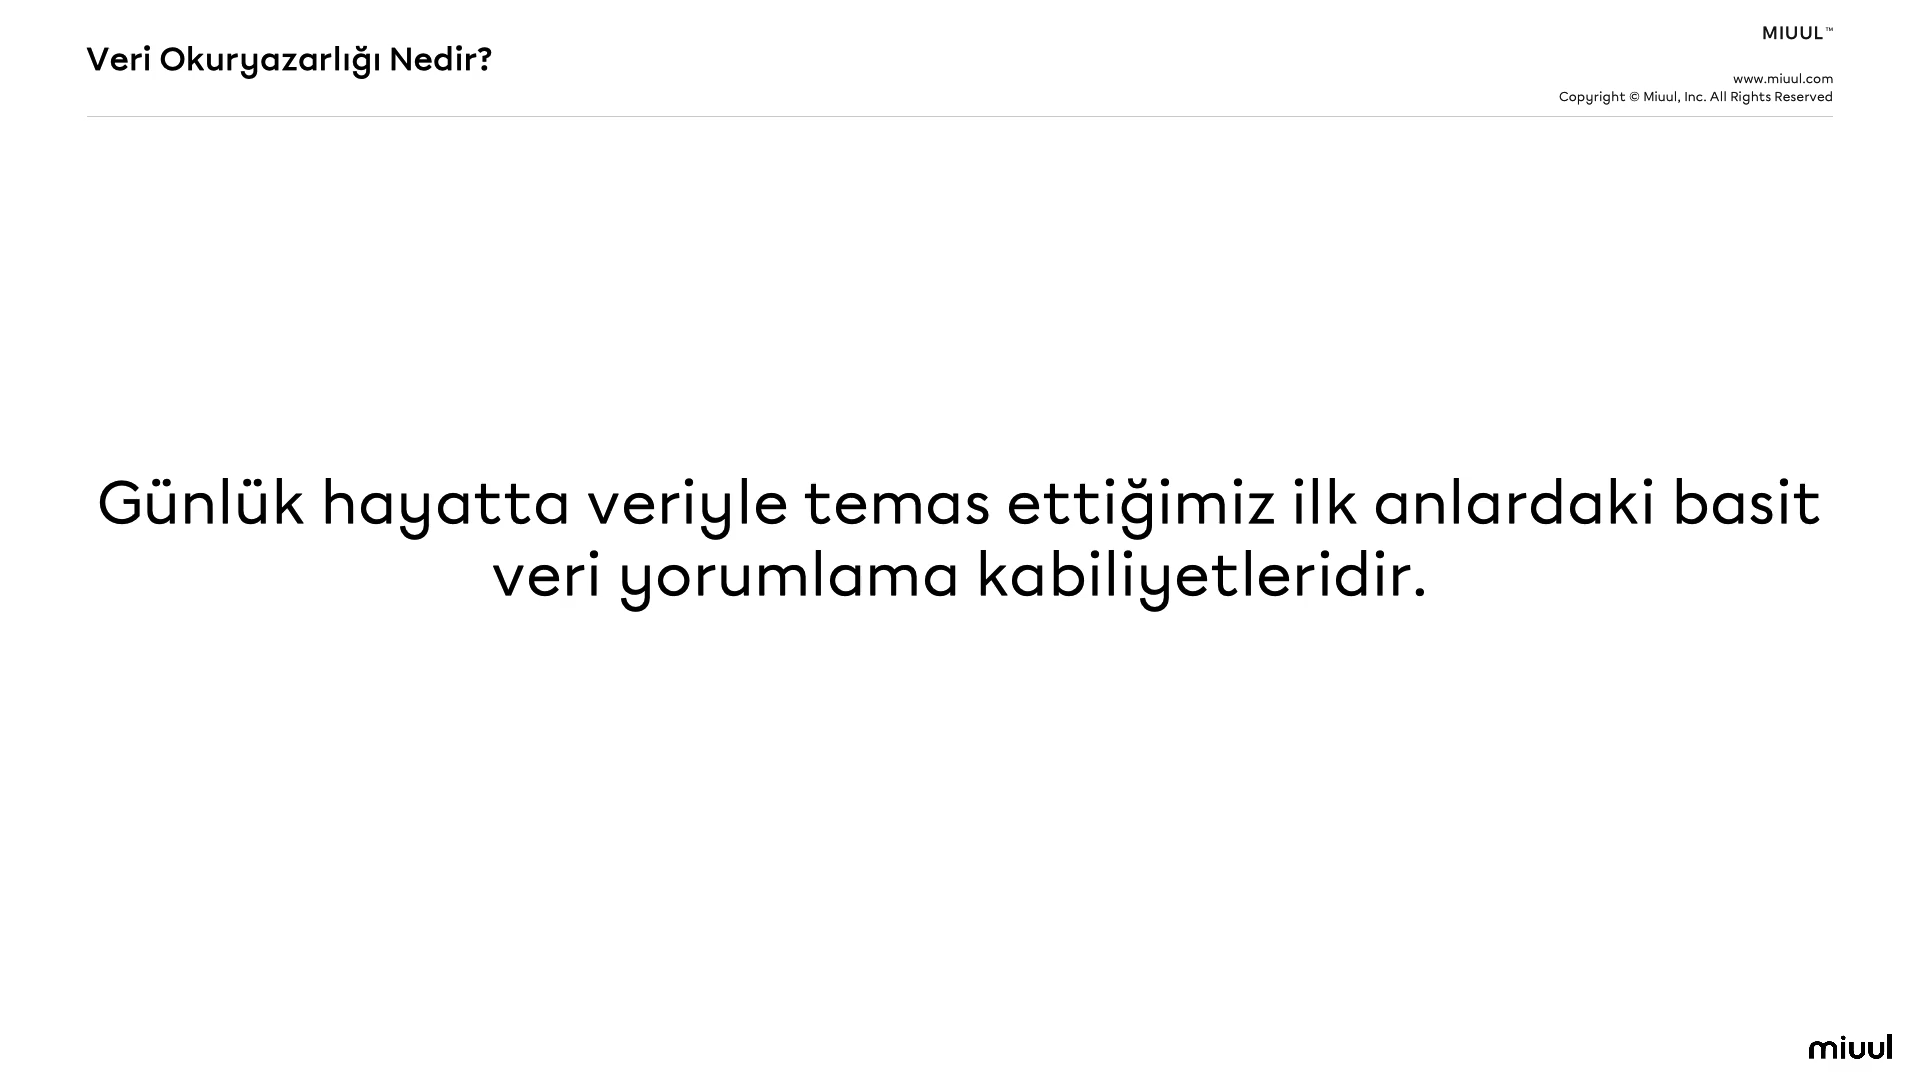 Veri Okuryazarlığı Nedir?
MIUUL™
www.miuul.com
Copyright © Miuul, Inc. All Rights Reserved
Günlük hayatta veriyle temas ettiğimiz ilk anlardaki basit
veri yorumlama kabiliyetleridir.
miuul